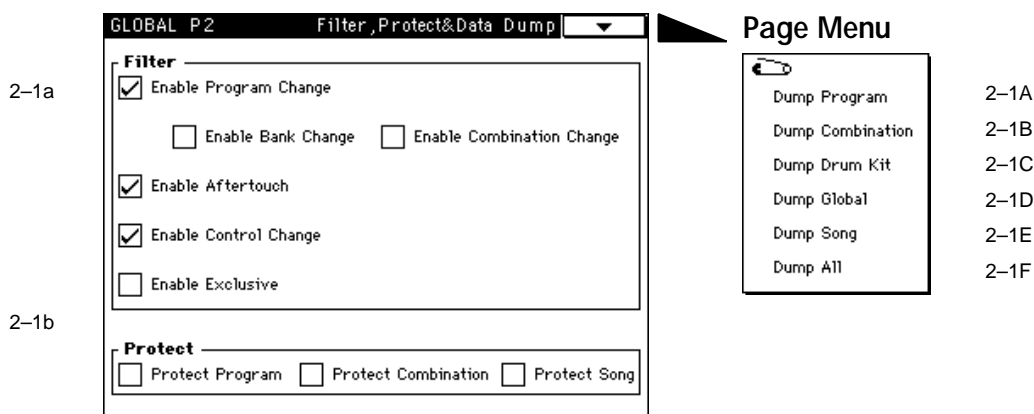 GLOBAL P2 Filter,Protect&Data Dump
Page Menu
Filter
2–1a
Enable Program Change
Enable Bank Change Enable Combination Change
Enable Aftertouch
Enable Control Change
Enable Exclusive
2–1b
Protect
Protect Program Protect Combination Protect Song
Dump Program 2–1A
Dump Combination 2–1B
Dump Drum Kit 2–1C
Dump Global 2–1D
Dump Song 2–1E
Dump All 2–1F